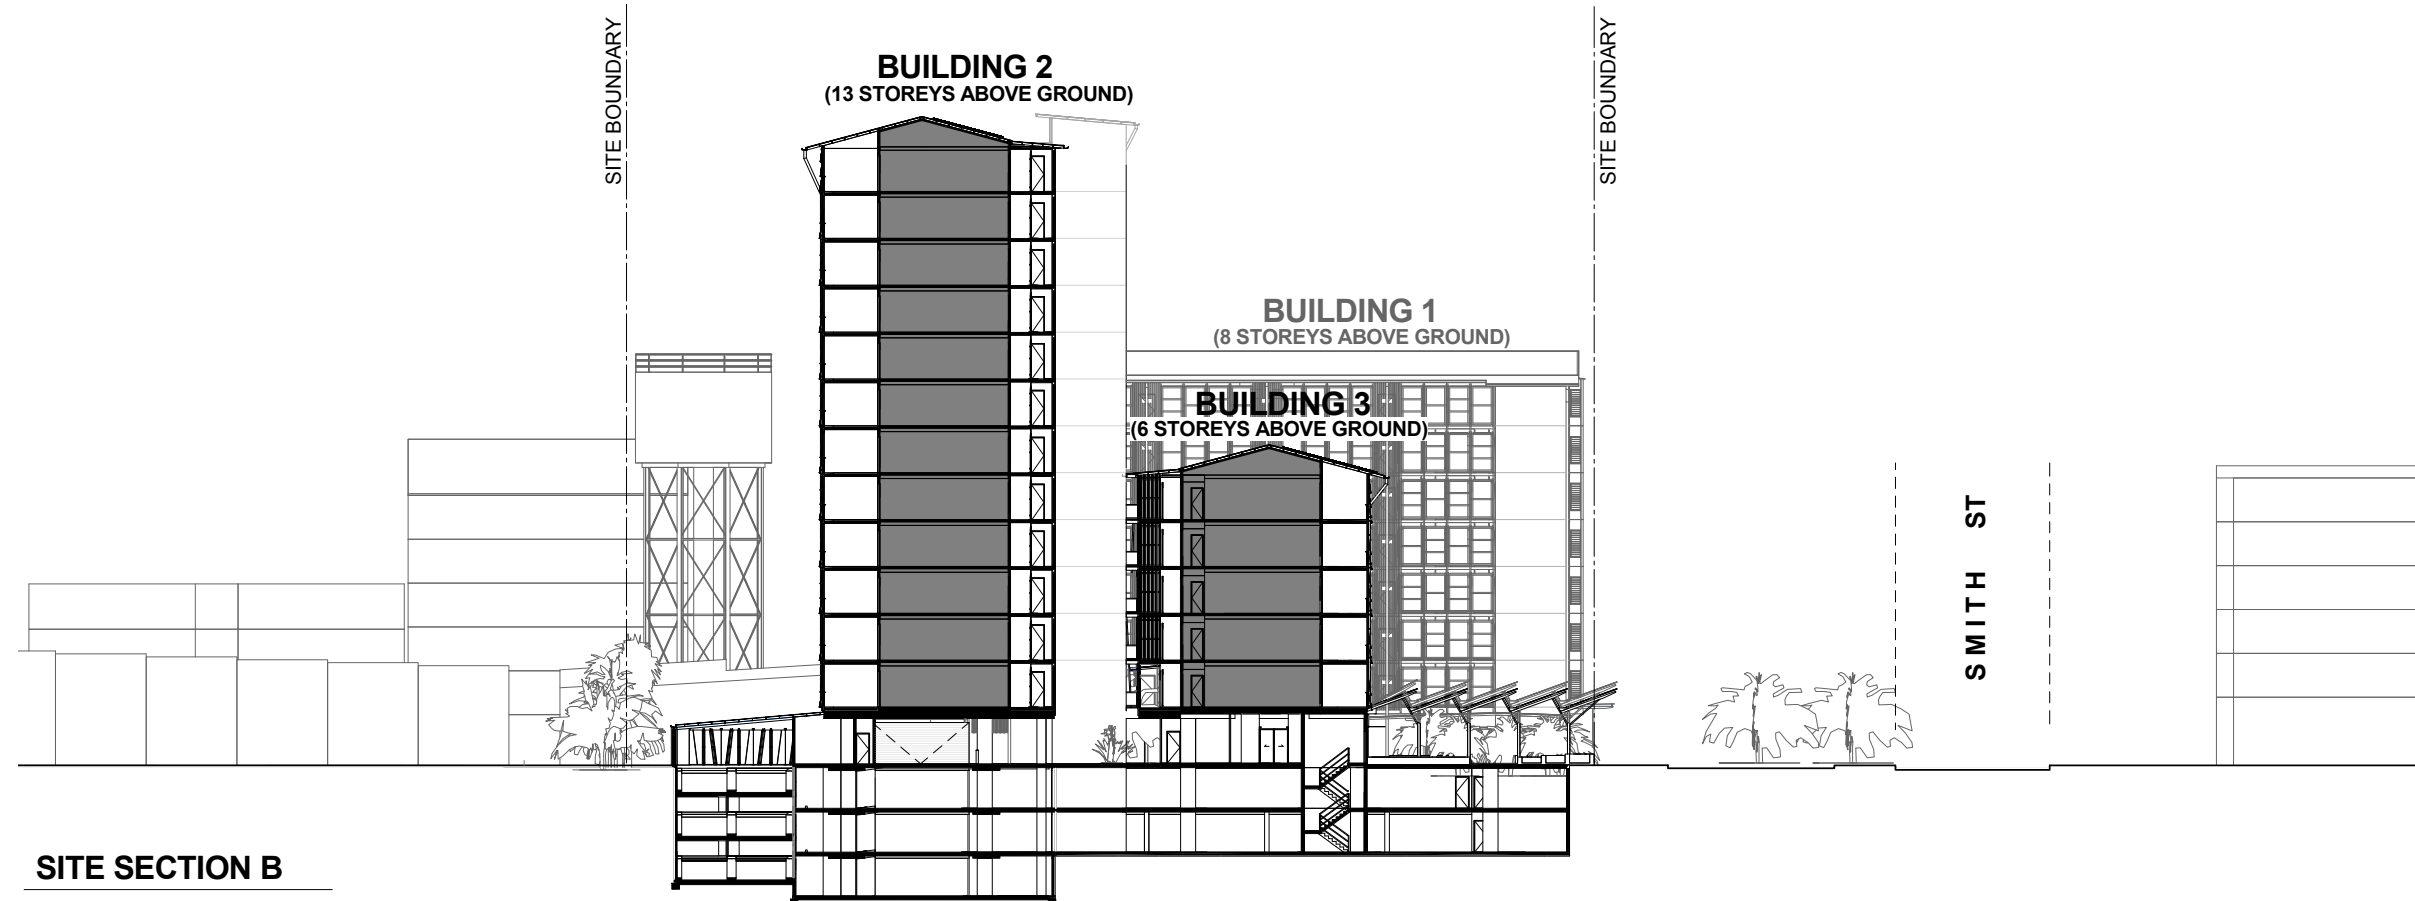 SITE BOUNDARY
BUILDING 2
(13 STOREYS ABOVE GROUND)
SITE BOUNDARY
BUILDING 1
(8 STOREYS ABOVE GROUND)
BUILDING 3
(6 STOREYS ABOVE GROUND)
SMITH ST
SITE SECTION B